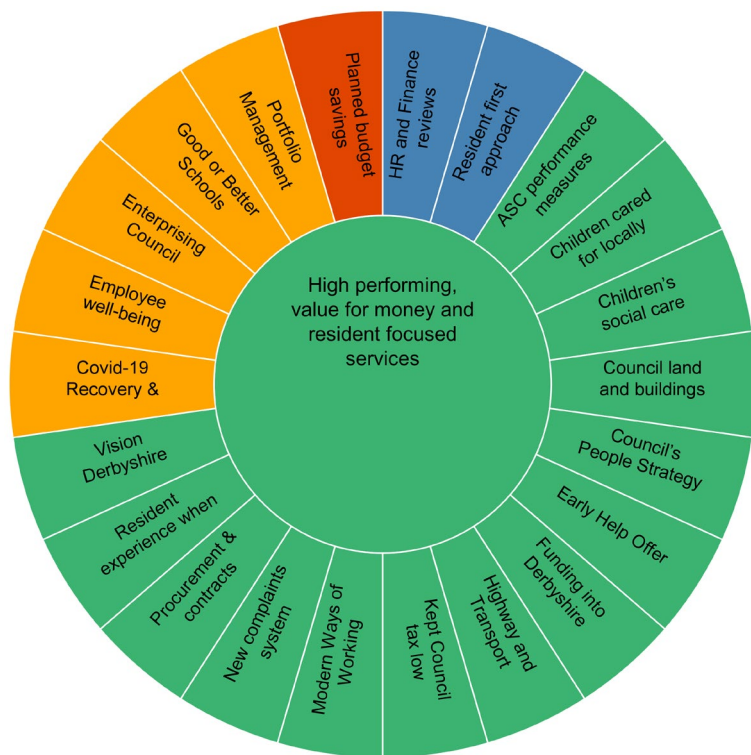 High performing,
value for money and
resident focused
services
HR and Finance
reviews
Resident first
approach
ASC performance
measures
Children cared
for locally
Children's
social care
Council land
and buildings
Council's
People Strategy
Early Help Offer
Funding into
Derbyshire
Highway and
Transport
Kept Council
tax low
Modern Ways of
Working
New complaints
system
Procurement &
contracts
Resident
experience when
Vision
Derbyshire
Covid-19
Recovery &
Employee
well-being
Enterprising
Council
Good or Better
Schools
Portfolio
Management
Planned budget
savings